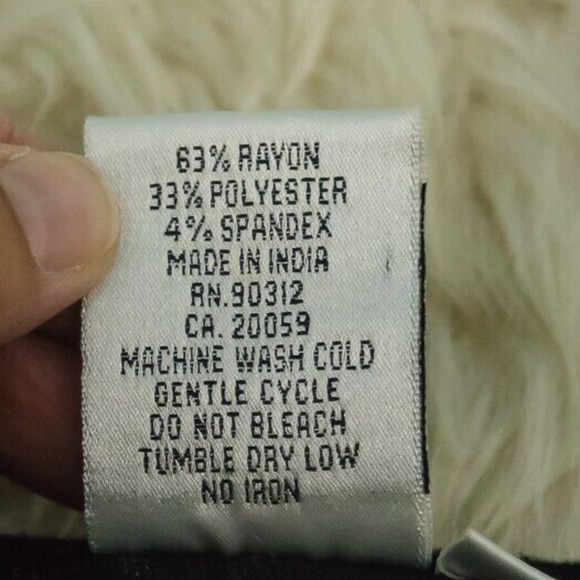 63% RAYON
33% POLYESTER
4% SPANDEX
MADE IN INDIA
RN.90312
CA. 20059
MACHINE WASH COLD
GENTLE CYCLE
DO NOT BLEACH
TUMBLE DRY LOW
NO IRON